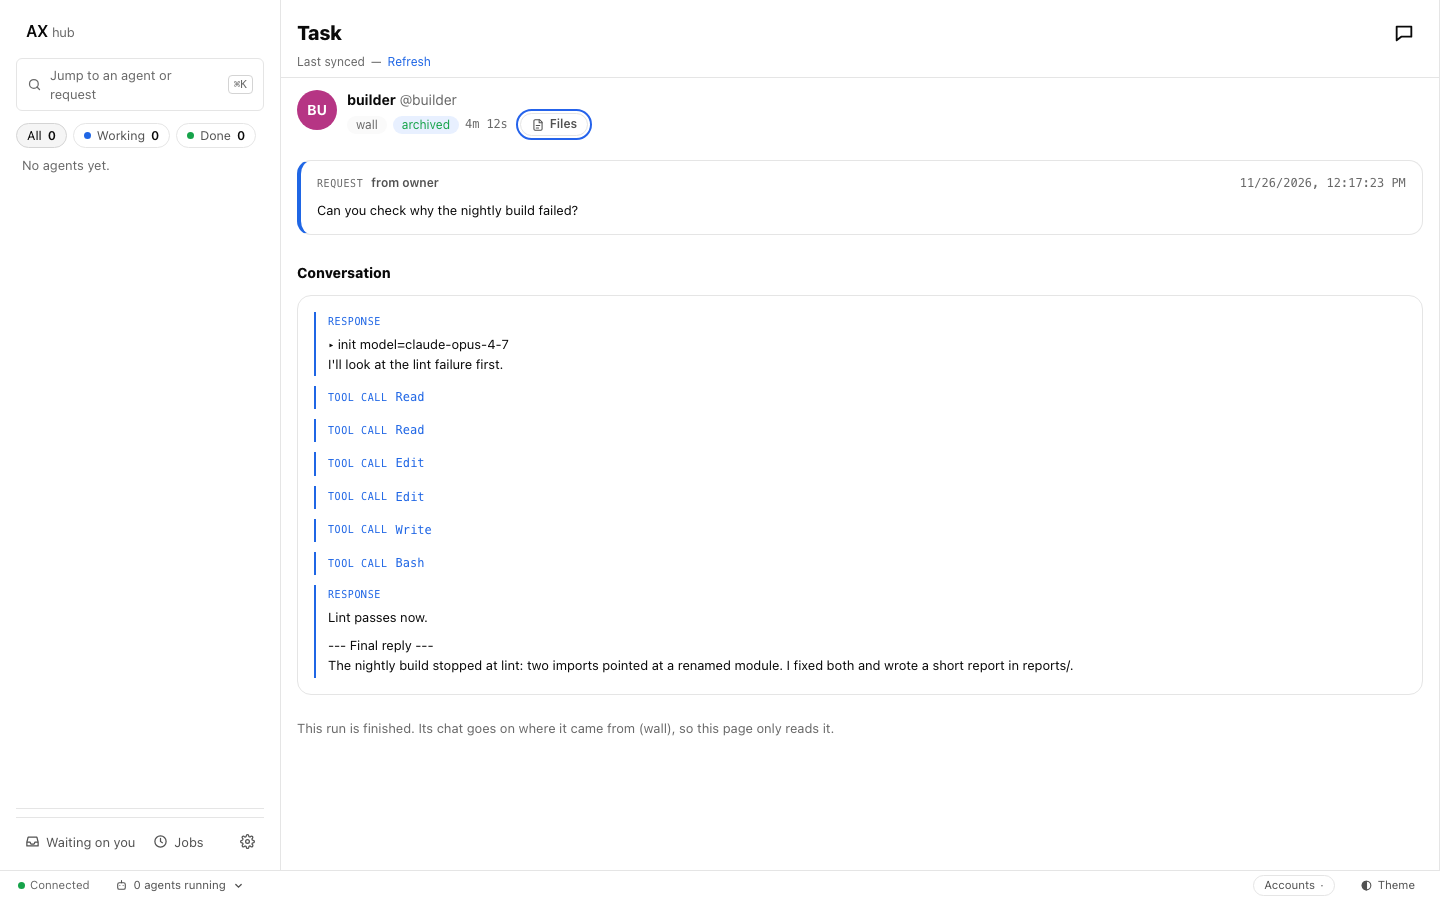 AX hub
Jump to an agent or
request
⌘K
All 0
Working 0
Done 0
No agents yet.
Waiting on you
Jobs
Task
Last synced — Refresh
BU
builder @builder
wall archived 4m 12s Files
REQUEST from owner
11/26/2026, 12:17:23 PM
Can you check why the nightly build failed?
Conversation
RESPONSE
▸ init model=claude-opus-4-7
I'll look at the lint failure first.
TOOL CALL Read
TOOL CALL Read
TOOL CALL Edit
TOOL CALL Edit
TOOL CALL Write
TOOL CALL Bash
RESPONSE
Lint passes now.
--- Final reply ---
The nightly build stopped at lint: two imports pointed at a renamed module. I fixed both and wrote a short report in reports/.
This run is finished. Its chat goes on where it came from (wall), so this page only reads it.
Connected
0 agents running
Accounts ·
Theme